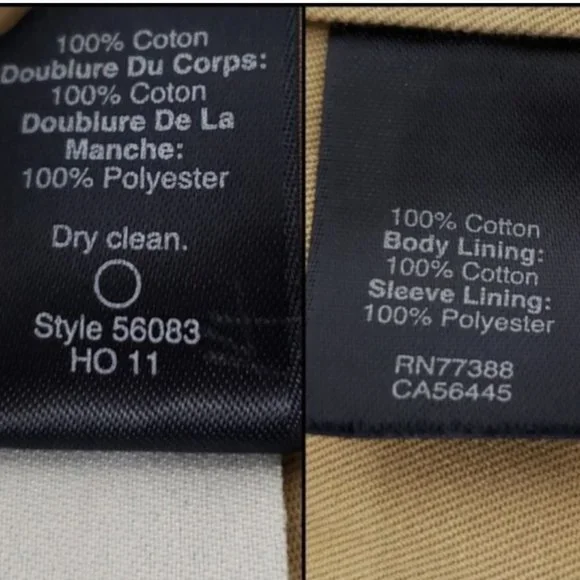 100% Coton
Doublure Du Corps:
100% Coton
Doublure De La
Manche:
100% Polyester
Dry clean.
Style 56083
HO 11
100% Cotton
Body Lining:
100% Cotton
Sleeve Lining:
100% Polyester
RN77388
CA56445